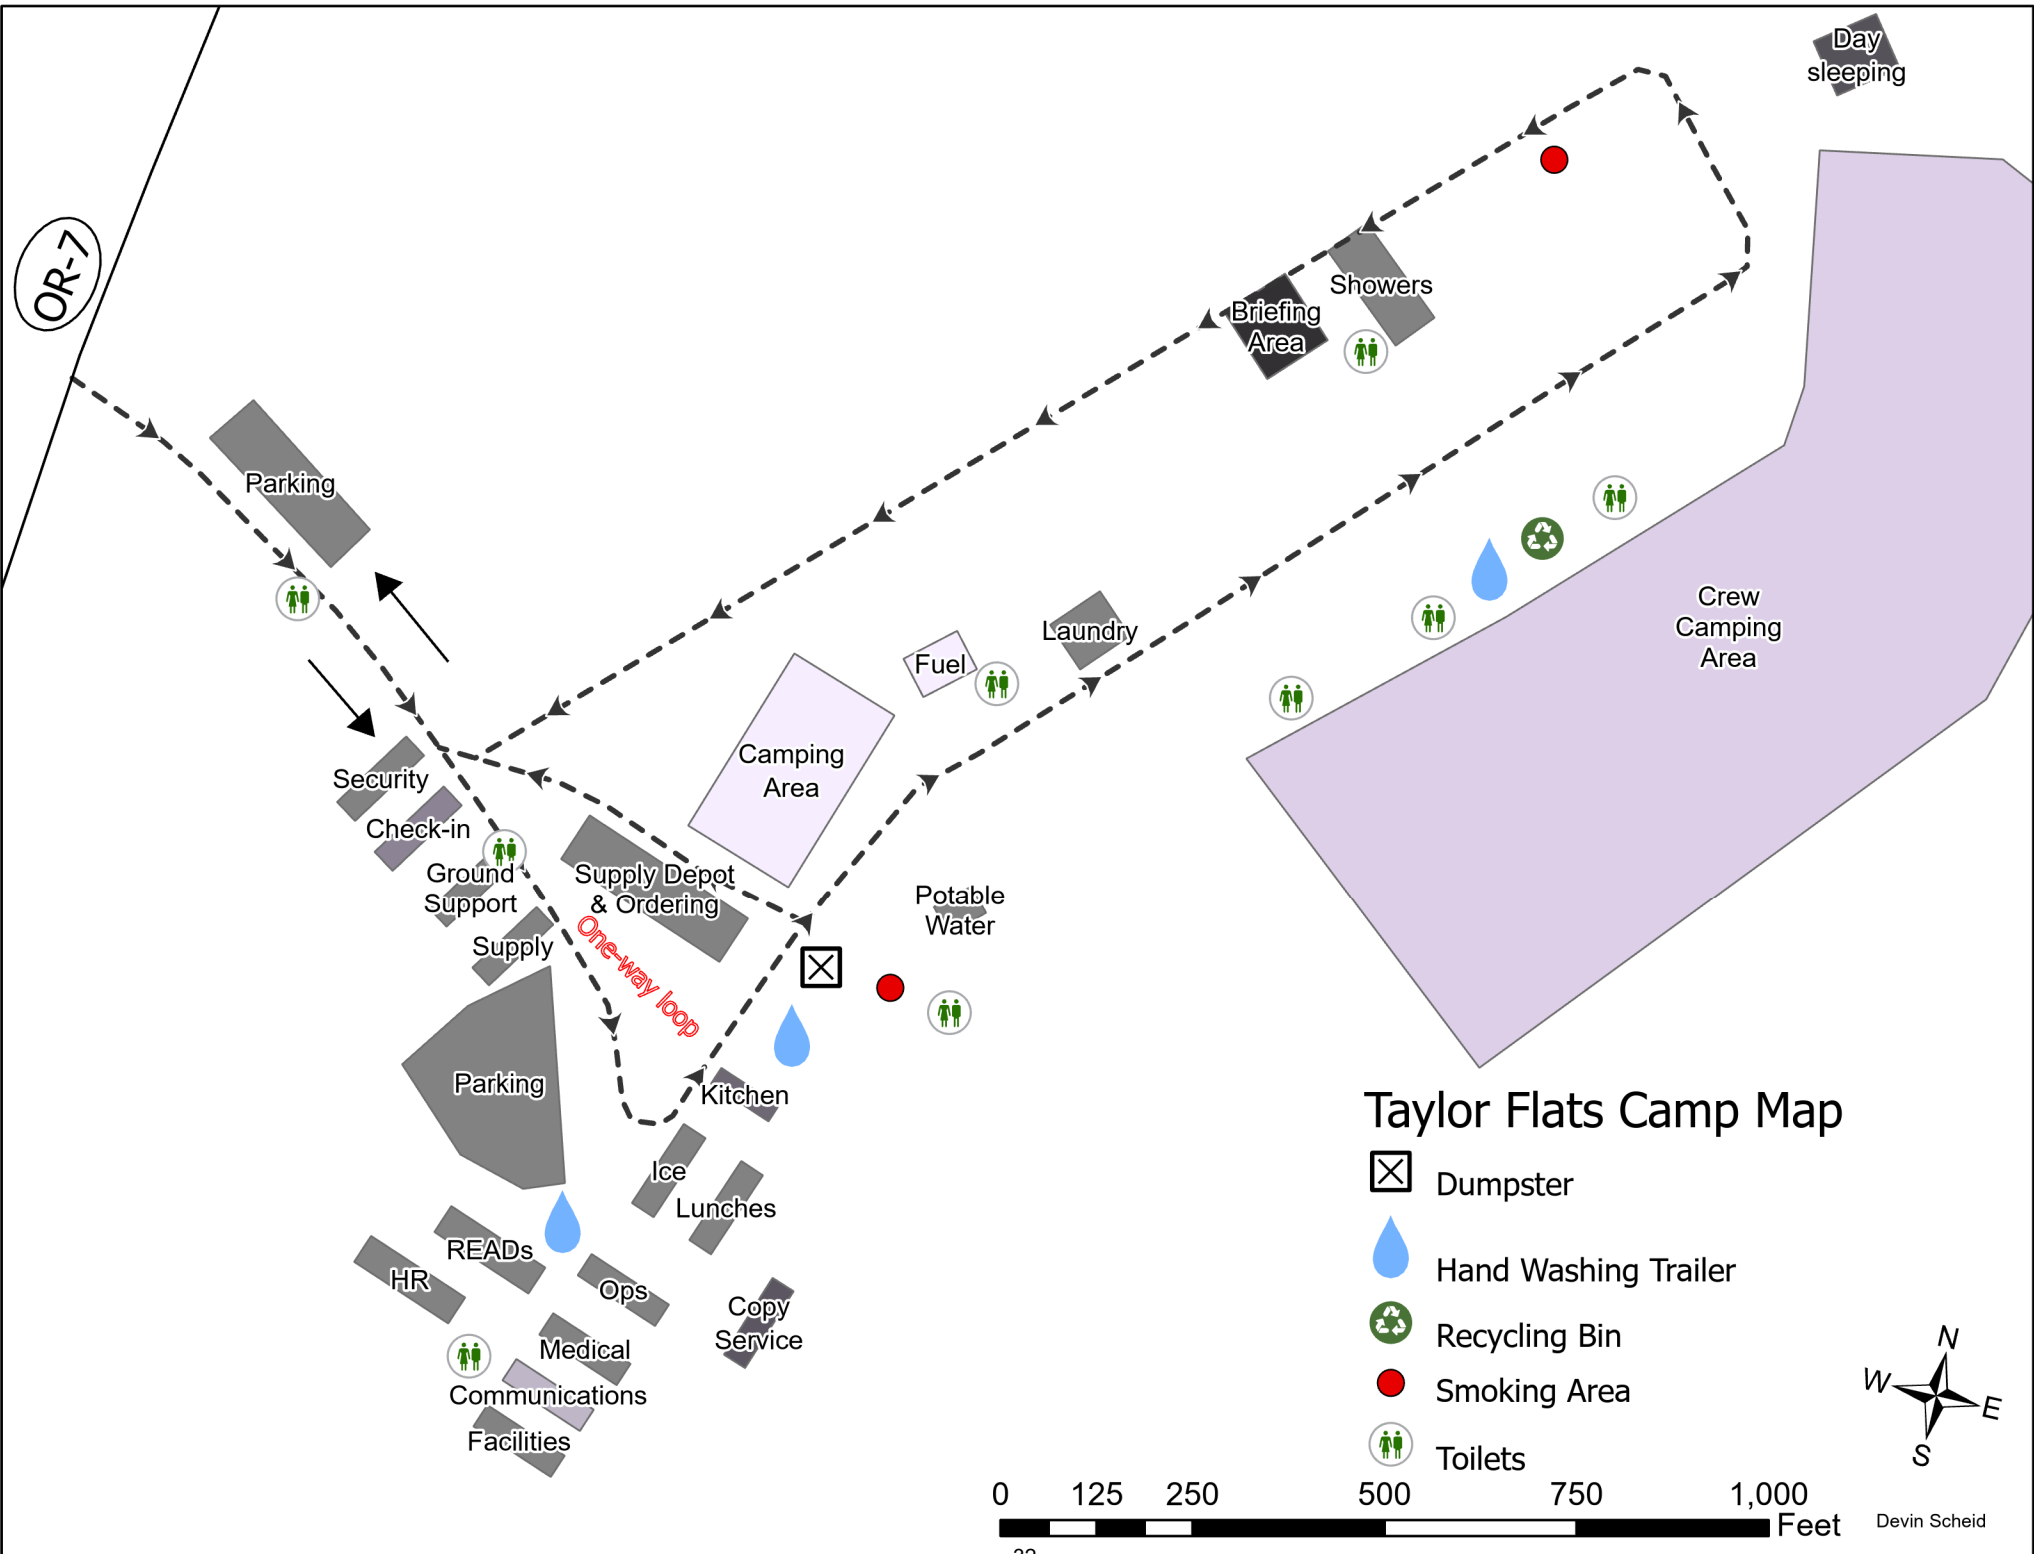 Day
sleeping
OR-7
Showers
Briefing
Area
Parking
Crew
Camping
Area
Laundry
Fuel
Camping
Area
Security
Check-in
Ground
Support
Supply Depot
& Ordering
Potable
Water
Supply
One-way loop
Parking
Kitchen
Ice
Lunches
READs
HR
Ops
Copy
Service
Medical
Communications
Facilities
Taylor Flats Camp Map
Dumpster
Hand Washing Trailer
Recycling Bin
Smoking Area
Toilets
N
W
E
S
0 125 250 500 750 1,000
Feet
Devin Scheid